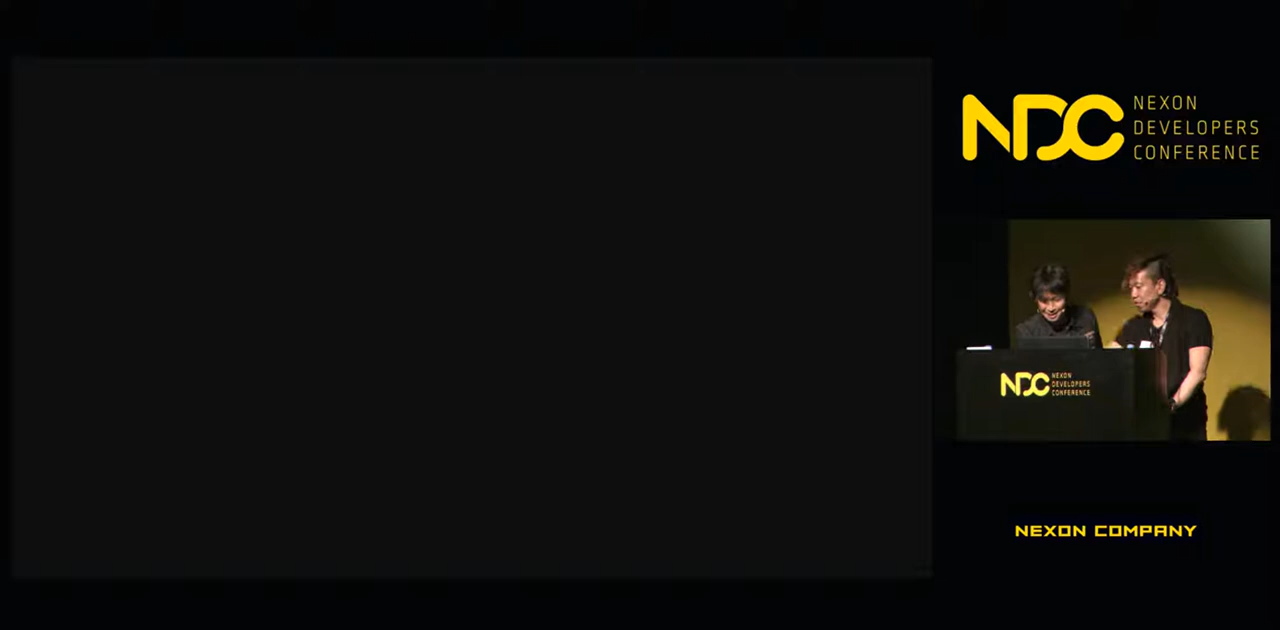 NDC
NEXON
DEVELOPERS
CONFERENCE
NDC
NEXON
DEVELOPERS
CONFERENCE
NEXON COMPANY